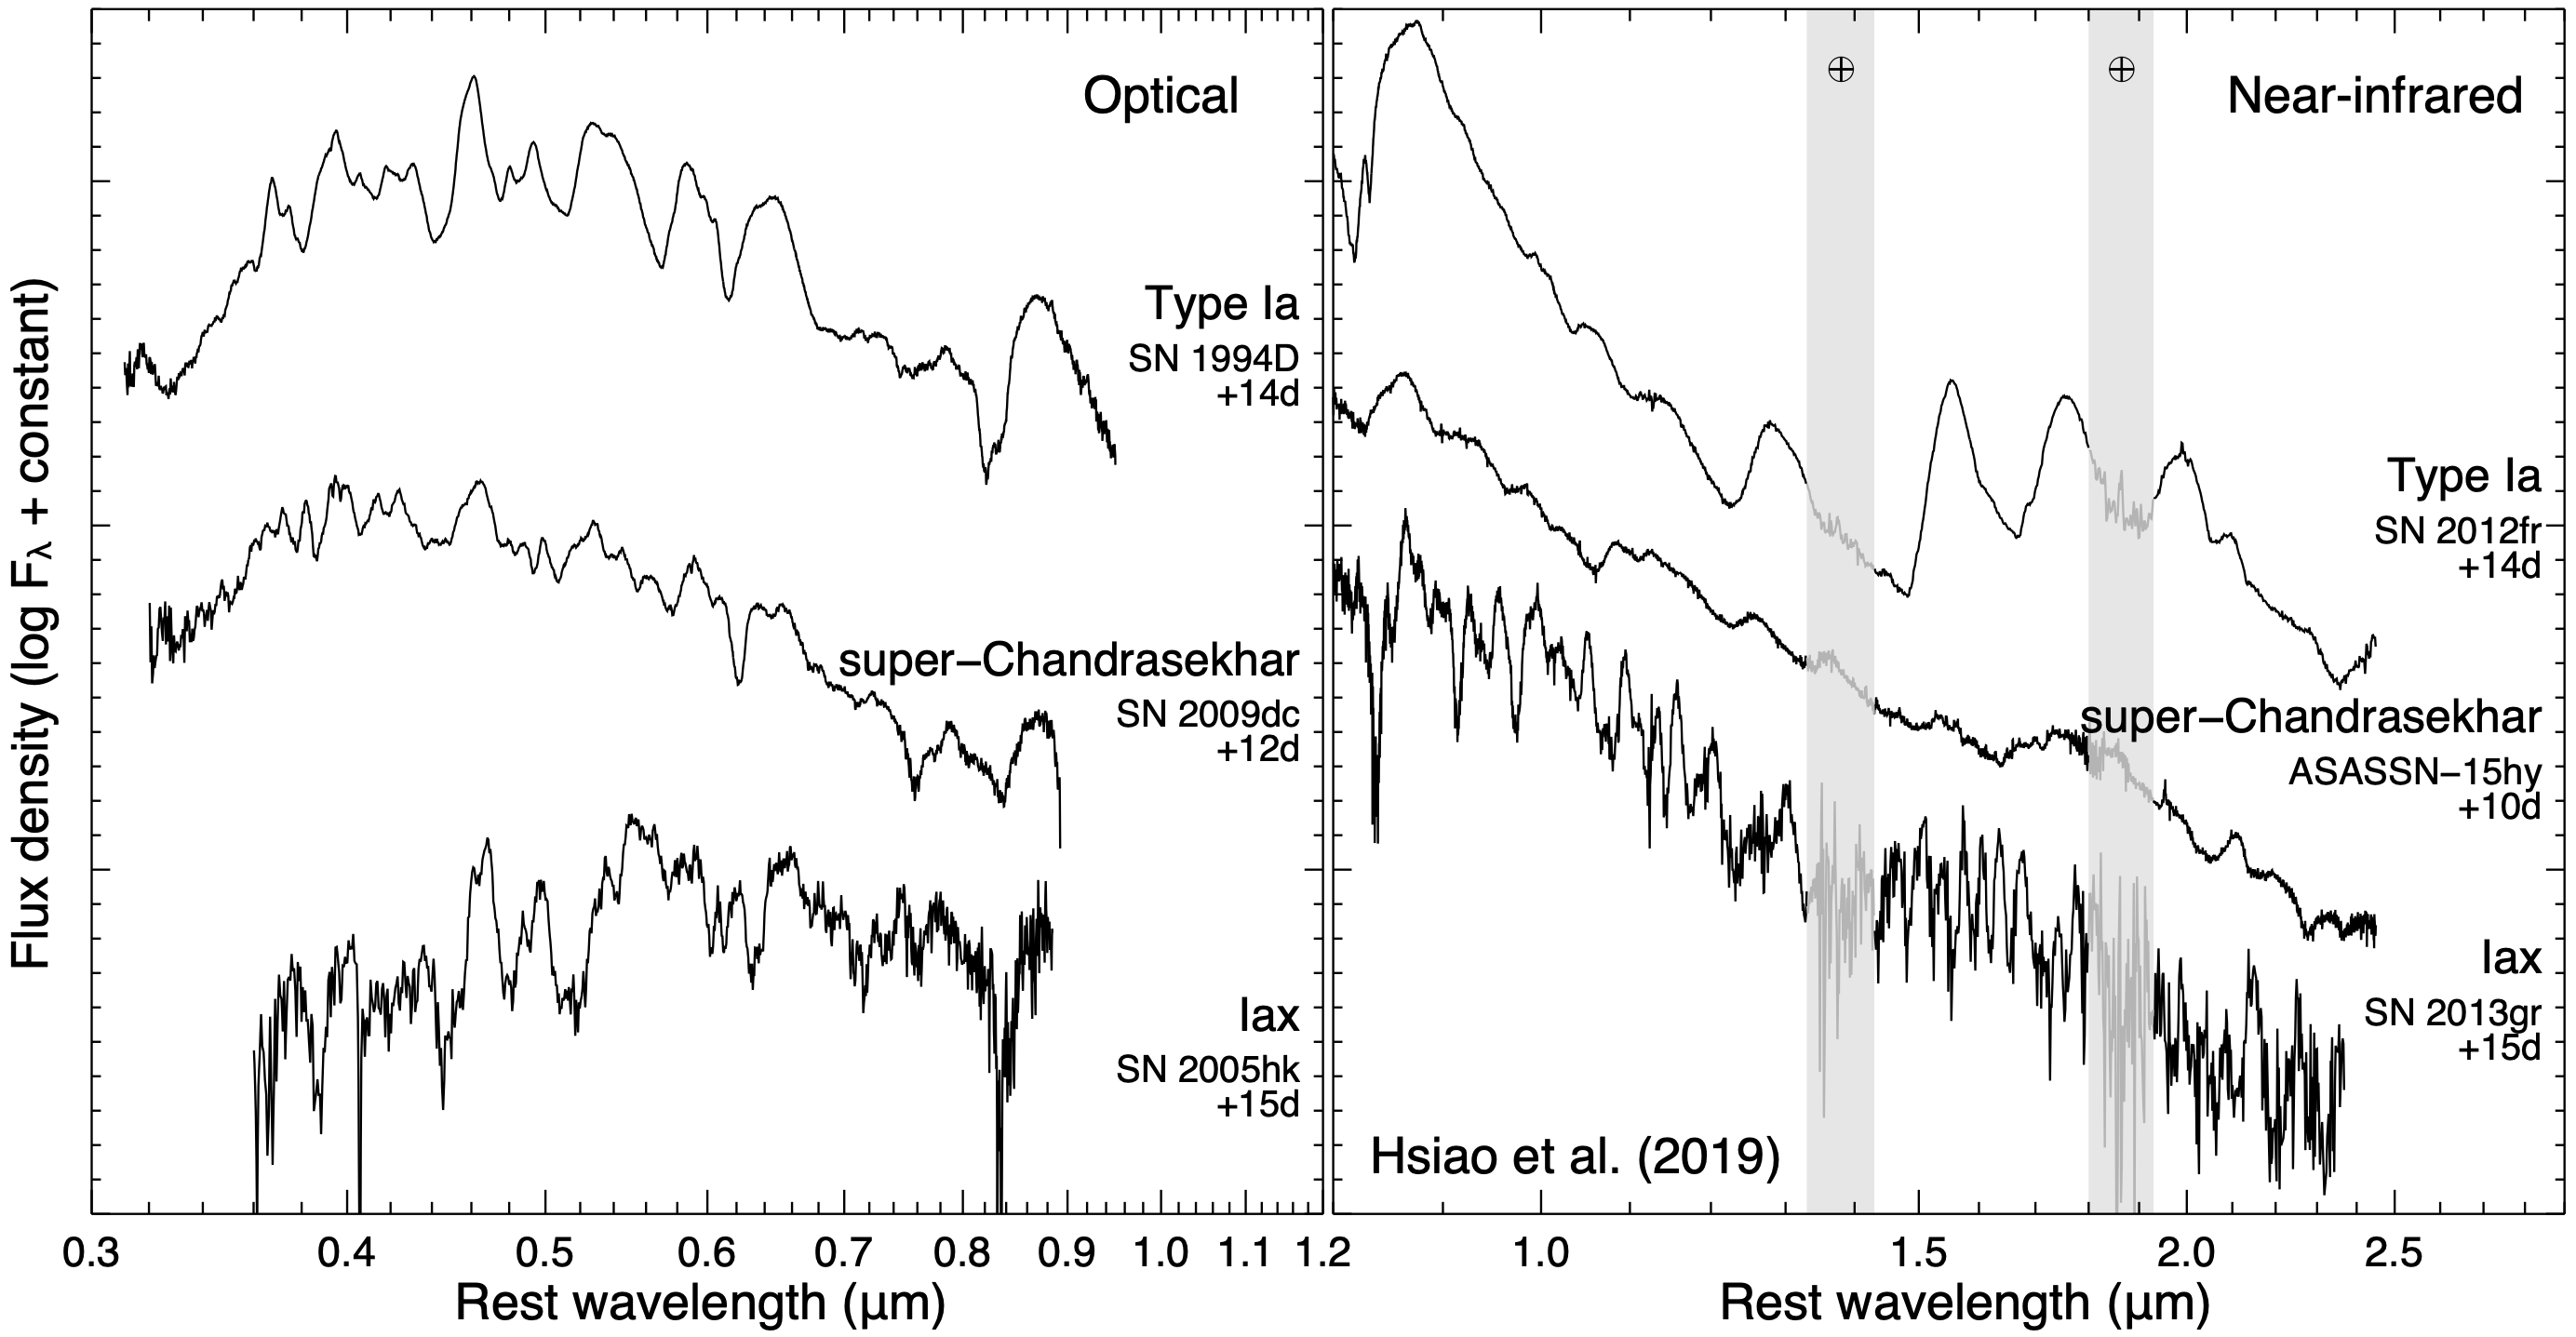 Optical
Type Ia
SN 1994D
+14d
super−Chandrasekhar
SN 2009dc
+12d
Iax
SN 2005hk
+15d
Near-infrared
Type Ia
SN 2012fr
+14d
super−Chandrasekhar
ASASSN−15hy
+10d
Iax
SN 2013gr
+15d
Hsiao et al. (2019)
Flux density (log Fλ + constant)
0.3 0.4 0.5 0.6 0.7 0.8 0.9 1.0 1.1 1.2
1.0 1.5 2.0 2.5
Rest wavelength (μm)
Rest wavelength (μm)